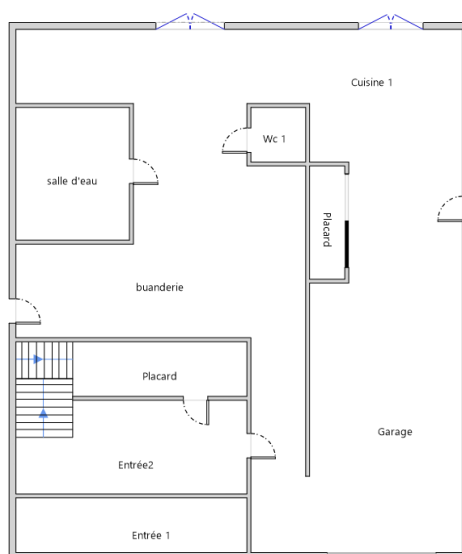 Cuisine 1
Wc 1
salle d'eau
Placard
buanderie
Placard
Garage
Entrée2
Entrée 1